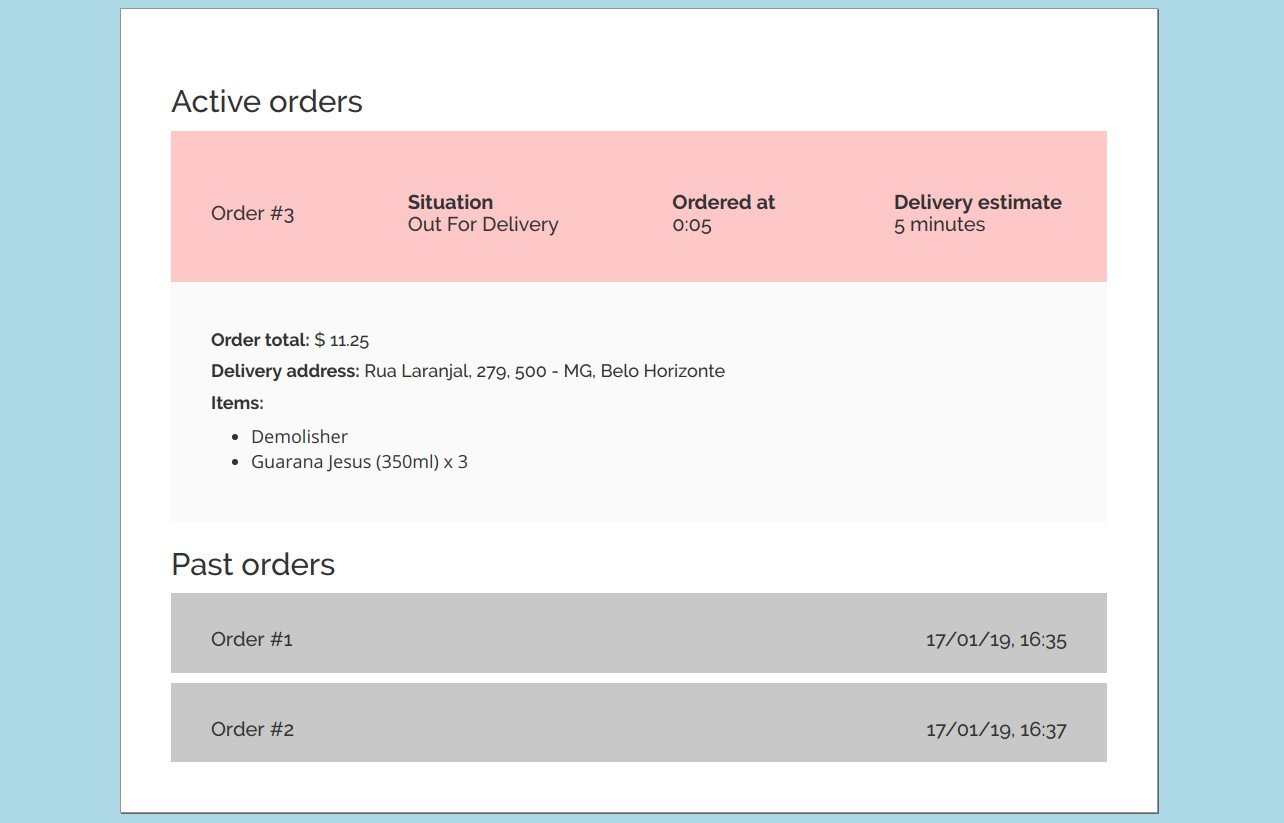 Active orders
Order #3
Situation
Out For Delivery
Ordered at
0:05
Delivery estimate
5 minutes
Order total: $ 11.25
Delivery address: Rua Laranjal, 279, 500 - MG, Belo Horizonte
Items:
• Demolisher
• Guarana Jesus (350ml) x 3
Past orders
Order #1 17/01/19, 16:35
Order #2 17/01/19, 16:37